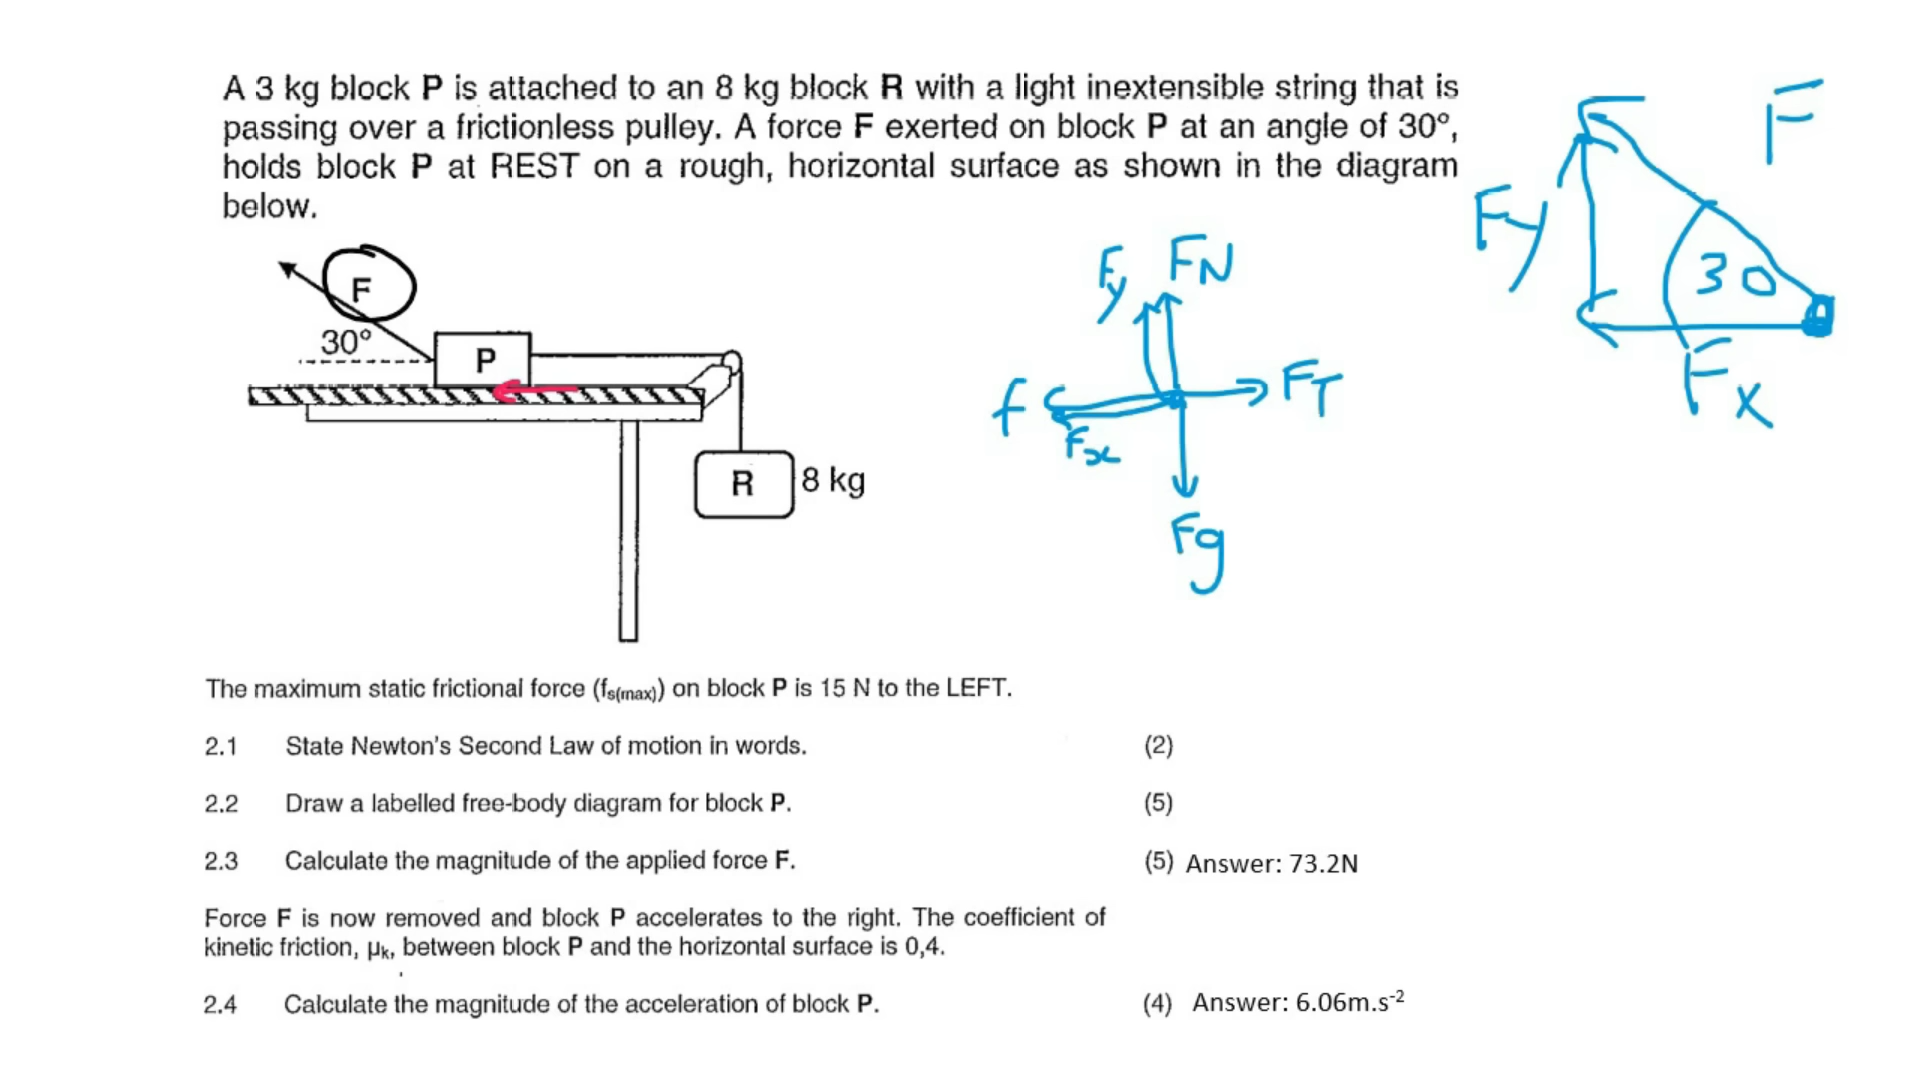 A 3 kg block P is attached to an 8 kg block R with a light inextensible string that is
passing over a frictionless pulley. A force F exerted on block P at an angle of 30°,
holds block P at REST on a rough, horizontal surface as shown in the diagram
below.
F
30°
P
R
8 kg
Fy
FN
f
Fx
FT
Fg
F
Fy
30
Fx
The maximum static frictional force (fs(max)) on block P is 15 N to the LEFT.
2.1 State Newton's Second Law of motion in words. (2)
2.2 Draw a labelled free-body diagram for block P. (5)
2.3 Calculate the magnitude of the applied force F. (5) Answer: 73.2N
Force F is now removed and block P accelerates to the right. The coefficient of
kinetic friction, μk, between block P and the horizontal surface is 0,4.
2.4 Calculate the magnitude of the acceleration of block P. (4) Answer: 6.06m.s-2